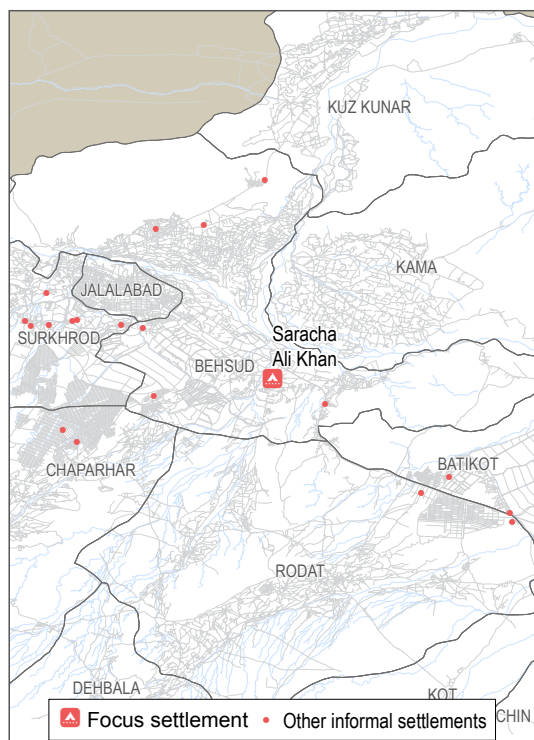 KUZ KUNAR
KAMA
JALALABAD
Saracha
Ali Khan
SURKHROD
BEHSUD
CHAPARHAR
BATIKOT
RODAT
DEHBALA
KOT
CHIN
Focus settlement
Other informal settlements